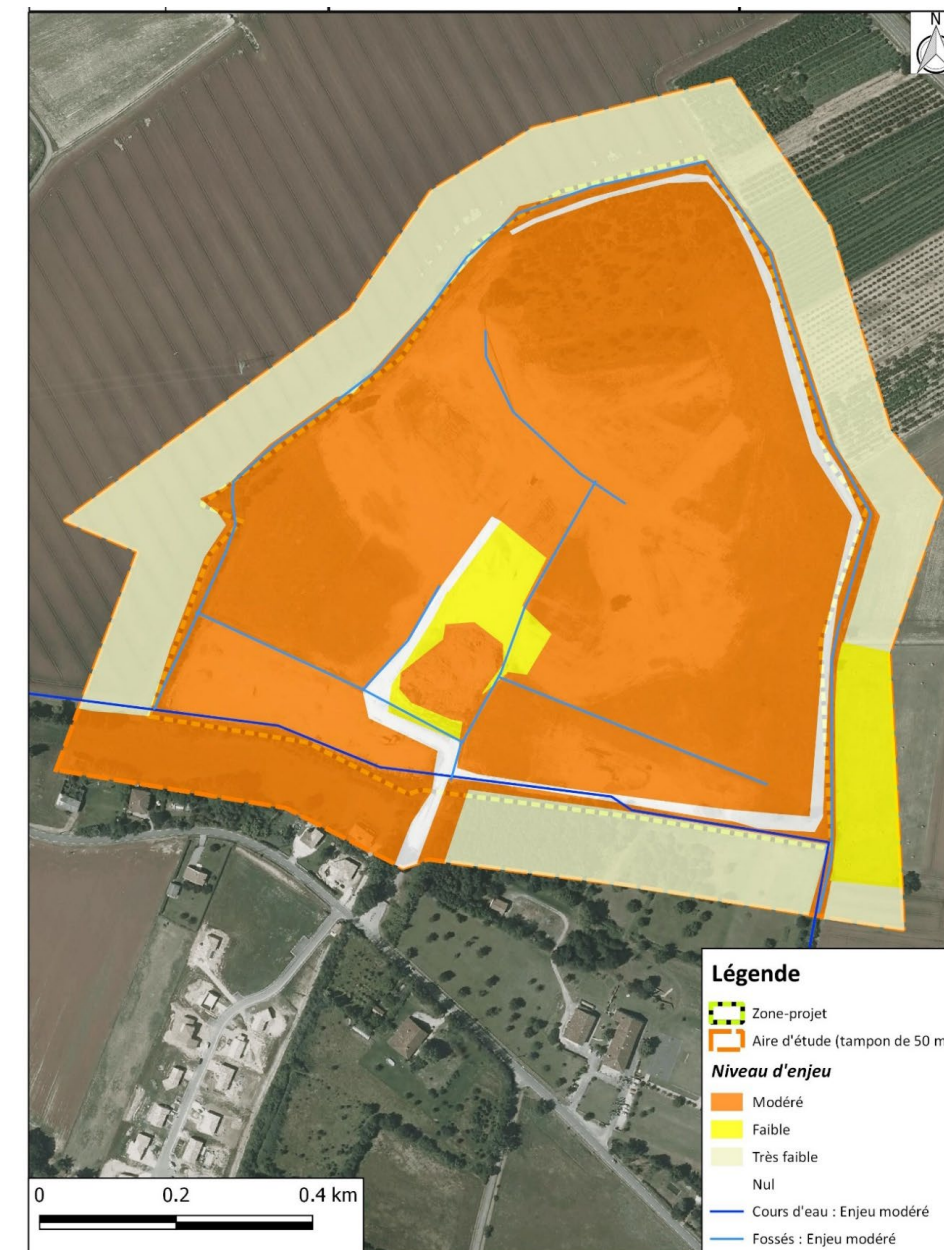 N
0 0.2 0.4 km
Légende
Zone-projet
Aire d'étude (tampon de 50 m
Niveau d'enjeu
Modéré
Faible
Très faible
Nul
Cours d'eau : Enjeu modéré
Fossés : Enjeu modéré